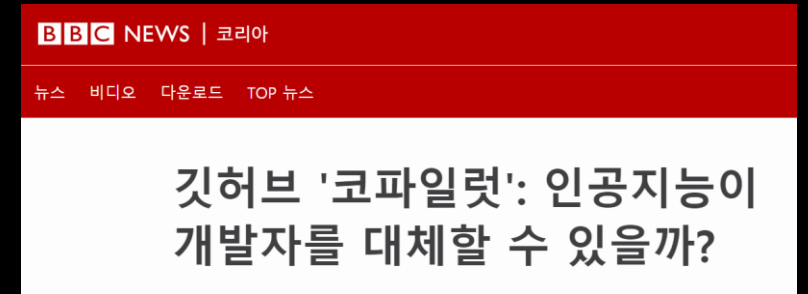 BBC NEWS | 코리아
뉴스 비디오 다운로드 TOP 뉴스
깃허브 '코파일럿': 인공지능이
개발자를 대체할 수 있을까?